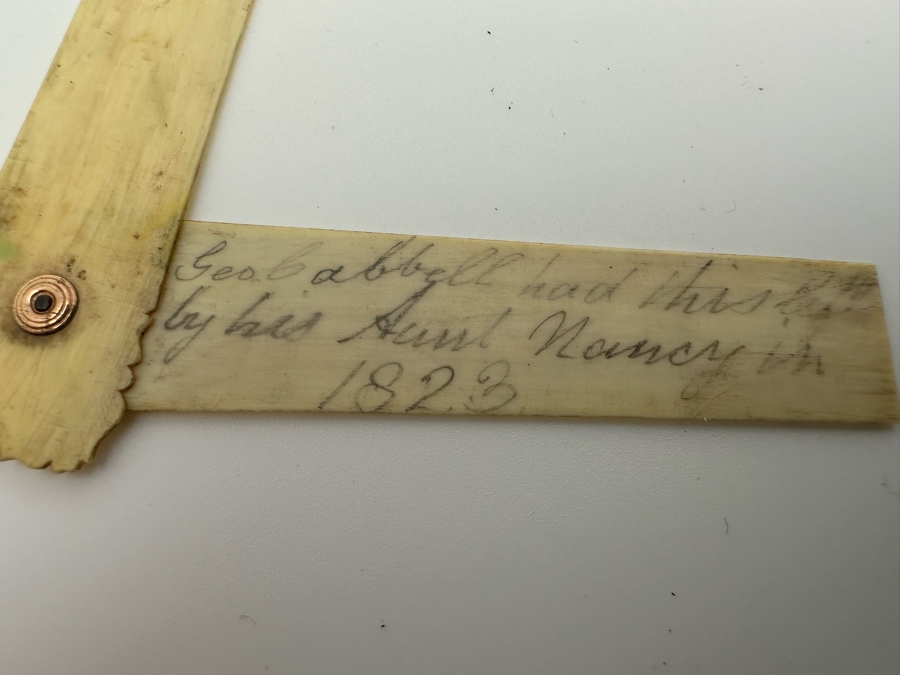 Geo. Cabbell had this
by his Aunt Nancy in
1823